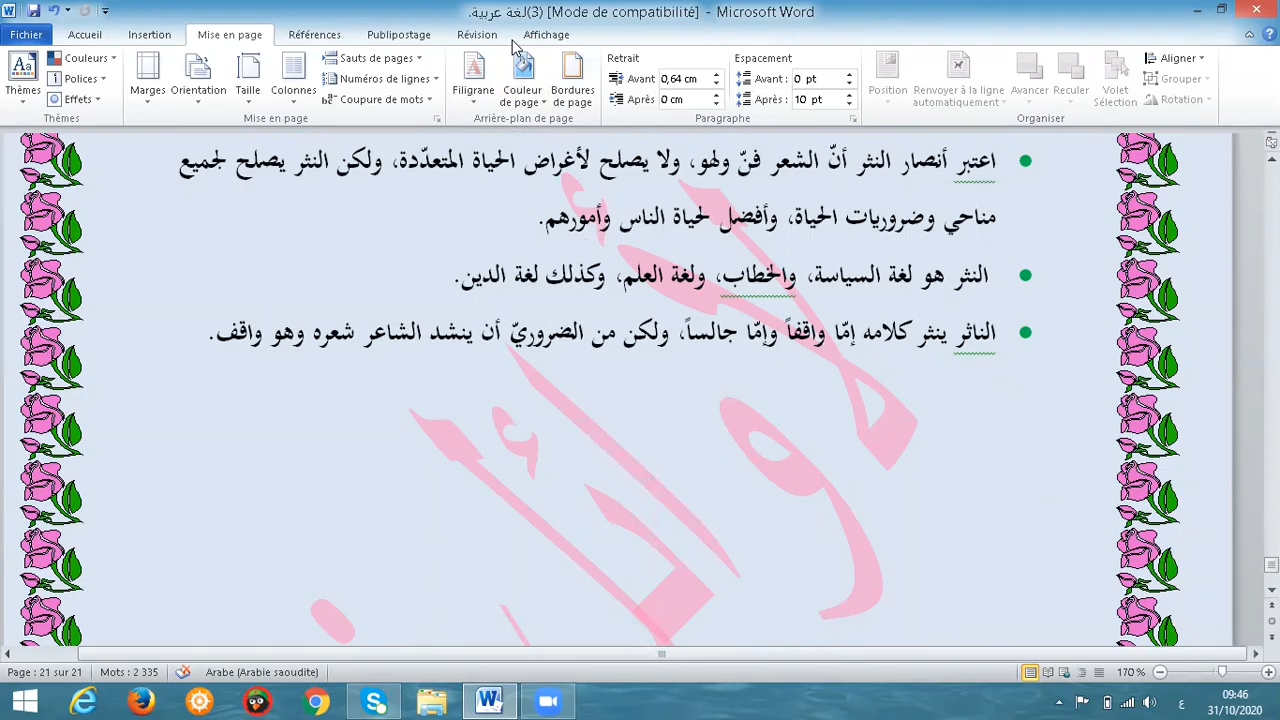 .لغة عربية(3) [Mode de compatibilité] - Microsoft Word
Fichier Accueil Insertion Mise en page Références Publipostage Révision Affichage
Thèmes
Couleurs
Polices
Effets
Thèmes
Marges
Orientation
Taille
Colonnes
Sauts de pages
Numéros de lignes
Coupure de mots
Mise en page
Filigrane
Couleur de page
Bordures de page
Arrière-plan de page
Retrait
Avant : 0,64 cm
Après : 0 cm
Espacement
Avant : 0 pt
Après : 10 pt
Paragraphe
Position
Renvoyer à la ligne automatiquement
Avancer
Reculer
Volet Sélection
Aligner
Grouper
Rotation
Organiser
اعتبر أنصار النثر أنّ الشعر فنّ ولهو، ولا يصلح لأغراض الحياة المتعدّدة، ولكن النثر يصلح لجميع
مناحي وضروريات الحياة، وأفضل لحياة الناس وأمورهم.
النثر هو لغة السياسة، والخطاب، ولغة العلم، وكذلك لغة الدين.
الناثر ينثر كلامه إمّا واقفاً وإمّا جالساً، ولكن من الضروريّ أن ينشد الشاعر شعره وهو واقف.
Page : 21 sur 21 Mots : 2 335 Arabe (Arabie saoudite) 170 %
ع 09:46
31/10/2020